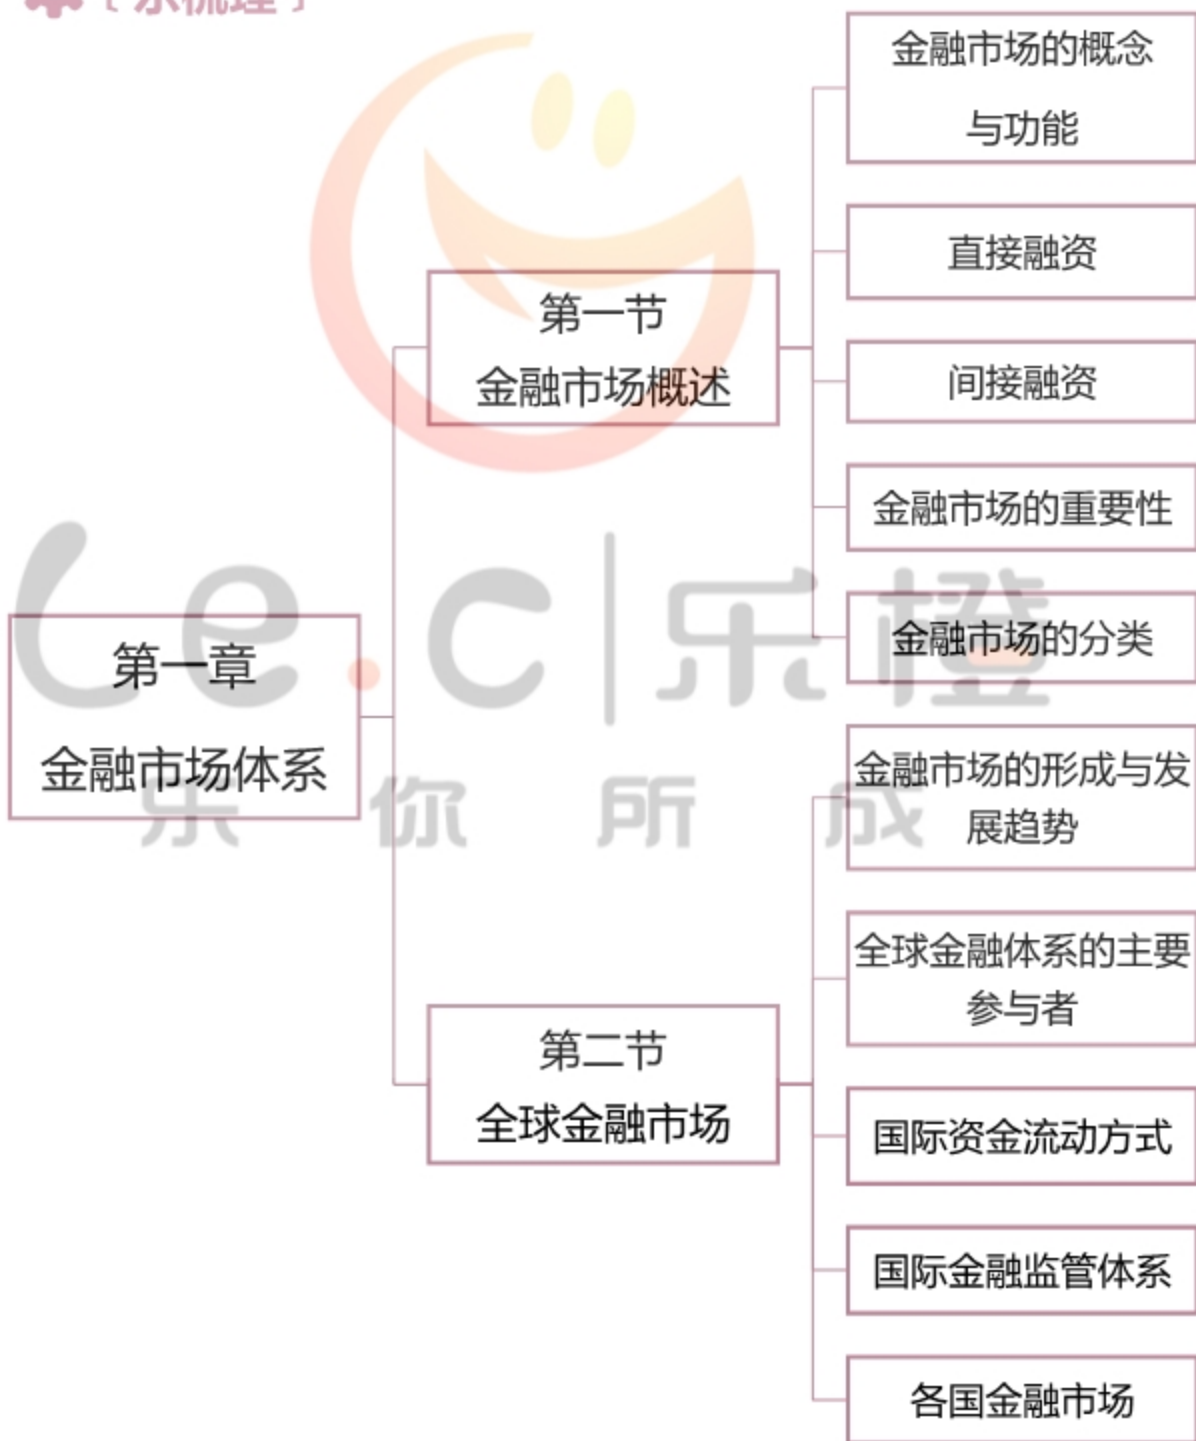 [ 乐梳理 ]
金融市场的概念
与功能
直接融资
第一节
金融市场概述
间接融资
金融市场的重要性
金融市场的分类
le.c|乐橙
乐你所成
第一章
金融市场体系
金融市场的形成与发
展趋势
全球金融体系的主要
参与者
第二节
全球金融市场
国际资金流动方式
国际金融监管体系
各国金融市场